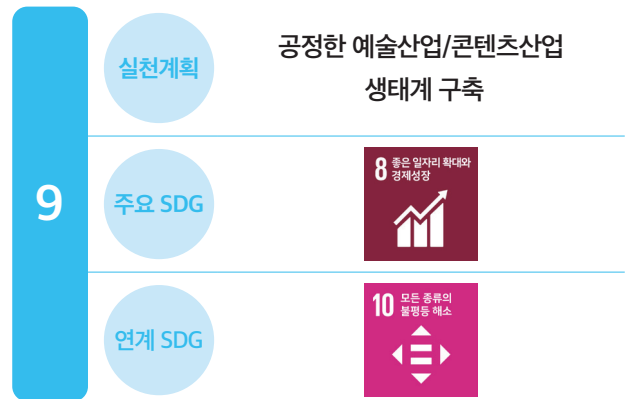 9
실천계획
공정한 예술산업/콘텐츠산업
생태계 구축
주요 SDG
8 좋은 일자리 확대와
경제성장
연계 SDG
10 모든 종류의
불평등 해소